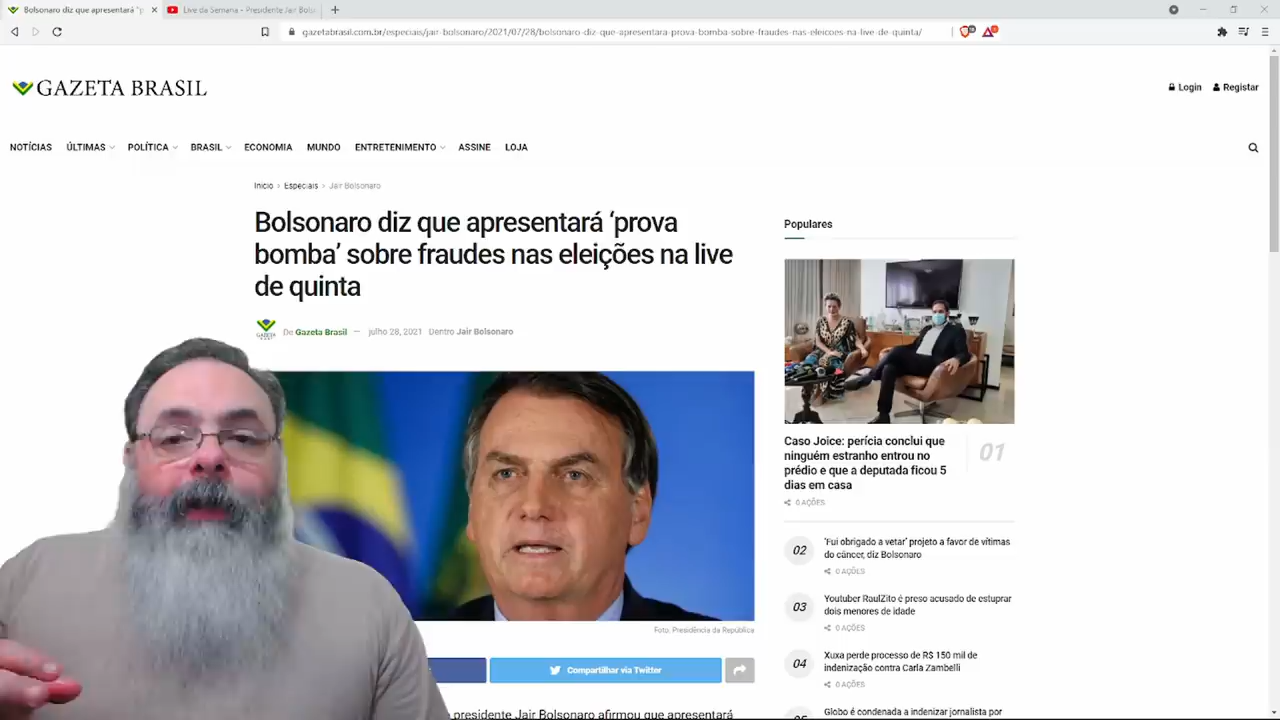 Bolsonaro diz que apresentará "p
Live da Semana - Presidente Jair Bols
gazetabrasil.com.br/especiais/jair-bolsonaro/2021/07/28/bolsonaro-diz-que-apresentara-prova-bomba-sobre-fraudes-nas-eleicoes-na-live-de-quinta/
GAZETA BRASIL
Login
Registar
NOTÍCIAS ÚLTIMAS POLÍTICA BRASIL ECONOMIA MUNDO ENTRETENIMENTO ASSINE LOJA
Início > Especiais > Jair Bolsonaro
Bolsonaro diz que apresentará ‘prova
bomba’ sobre fraudes nas eleições na live
de quinta
De Gazeta Brasil — julho 28, 2021 Dentro Jair Bolsonaro
Foto: Presidência da República
Compartilhar via Twitter
presidente Jair Bolsonaro afirmou que apresentará
Populares
Caso Joice: perícia conclui que
ninguém estranho entrou no
prédio e que a deputada ficou 5
dias em casa
01
0 AÇÕES
02
‘Fui obrigado a vetar’ projeto a favor de vítimas
do câncer, diz Bolsonaro
0 AÇÕES
03
Youtuber RaulZito é preso acusado de estuprar
dois menores de idade
0 AÇÕES
04
Xuxa perde processo de R$ 150 mil de
indenização contra Carla Zambelli
0 AÇÕES
Globo é condenada a indenizar jornalista por